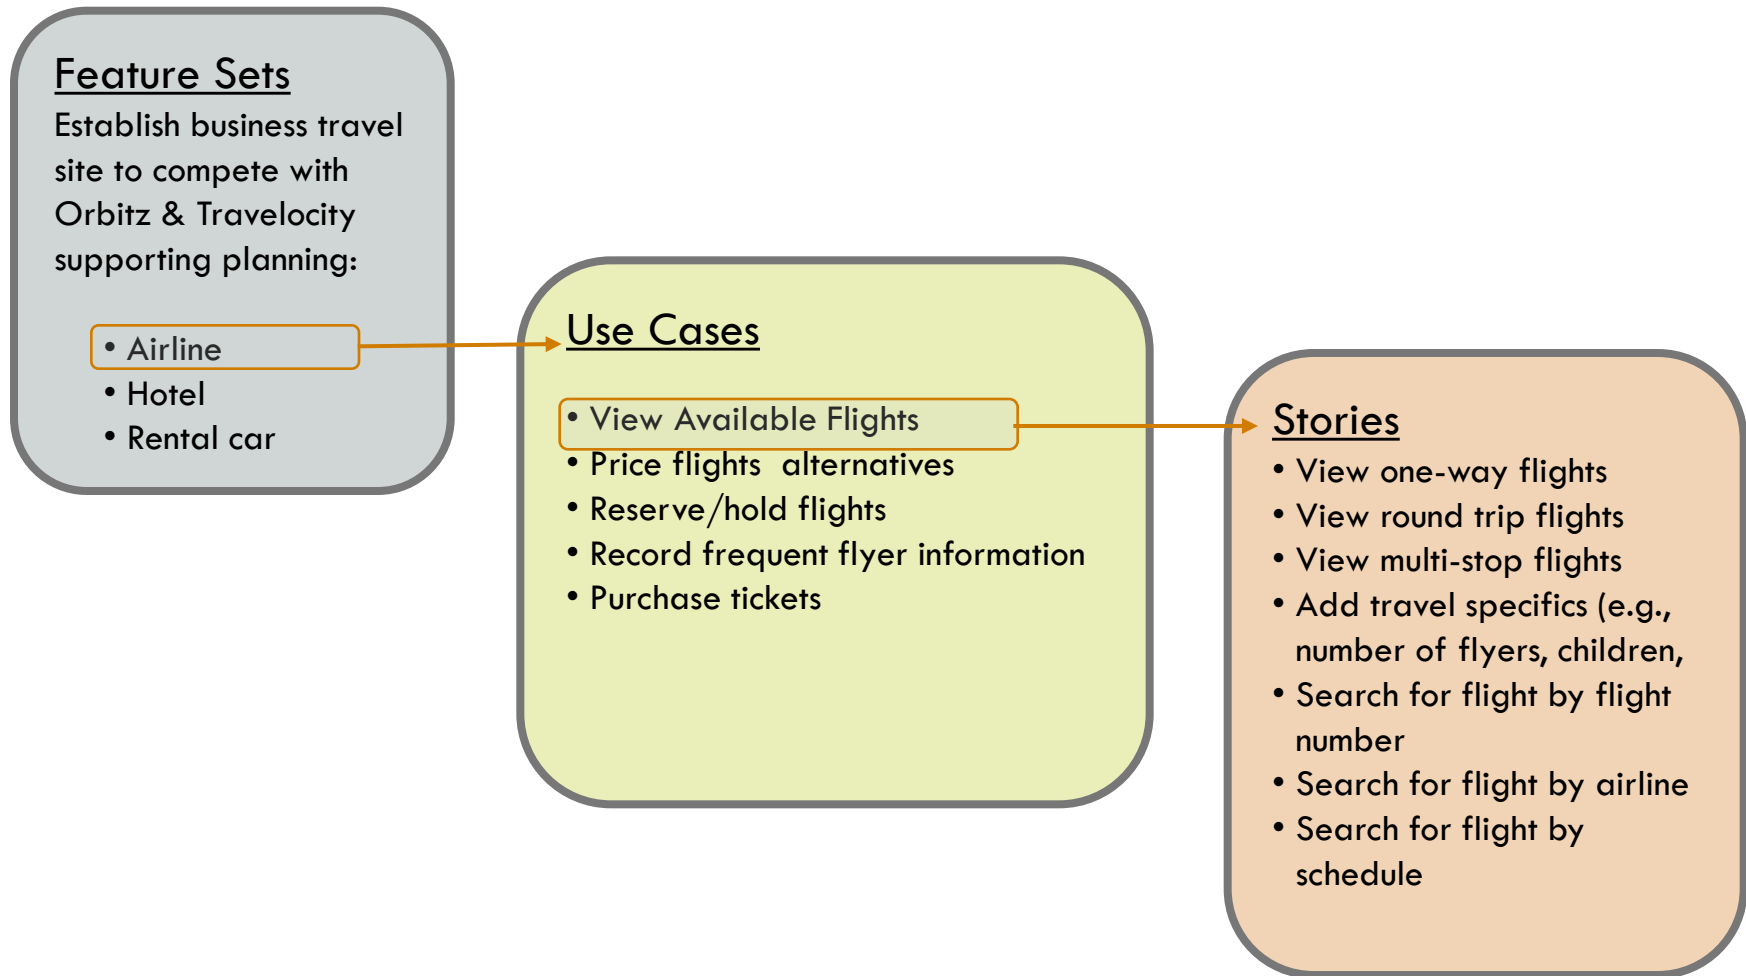 Feature Sets
Establish business travel
site to compete with
Orbitz & Travelocity
supporting planning:
• Airline
• Hotel
• Rental car
Use Cases
• View Available Flights
• Price flights  alternatives
• Reserve/hold flights
• Record frequent flyer information
• Purchase tickets
Stories
• View one-way flights
• View round trip flights
• View multi-stop flights
• Add travel specifics (e.g.,
number of flyers, children,
• Search for flight by flight
number
• Search for flight by airline
• Search for flight by
schedule